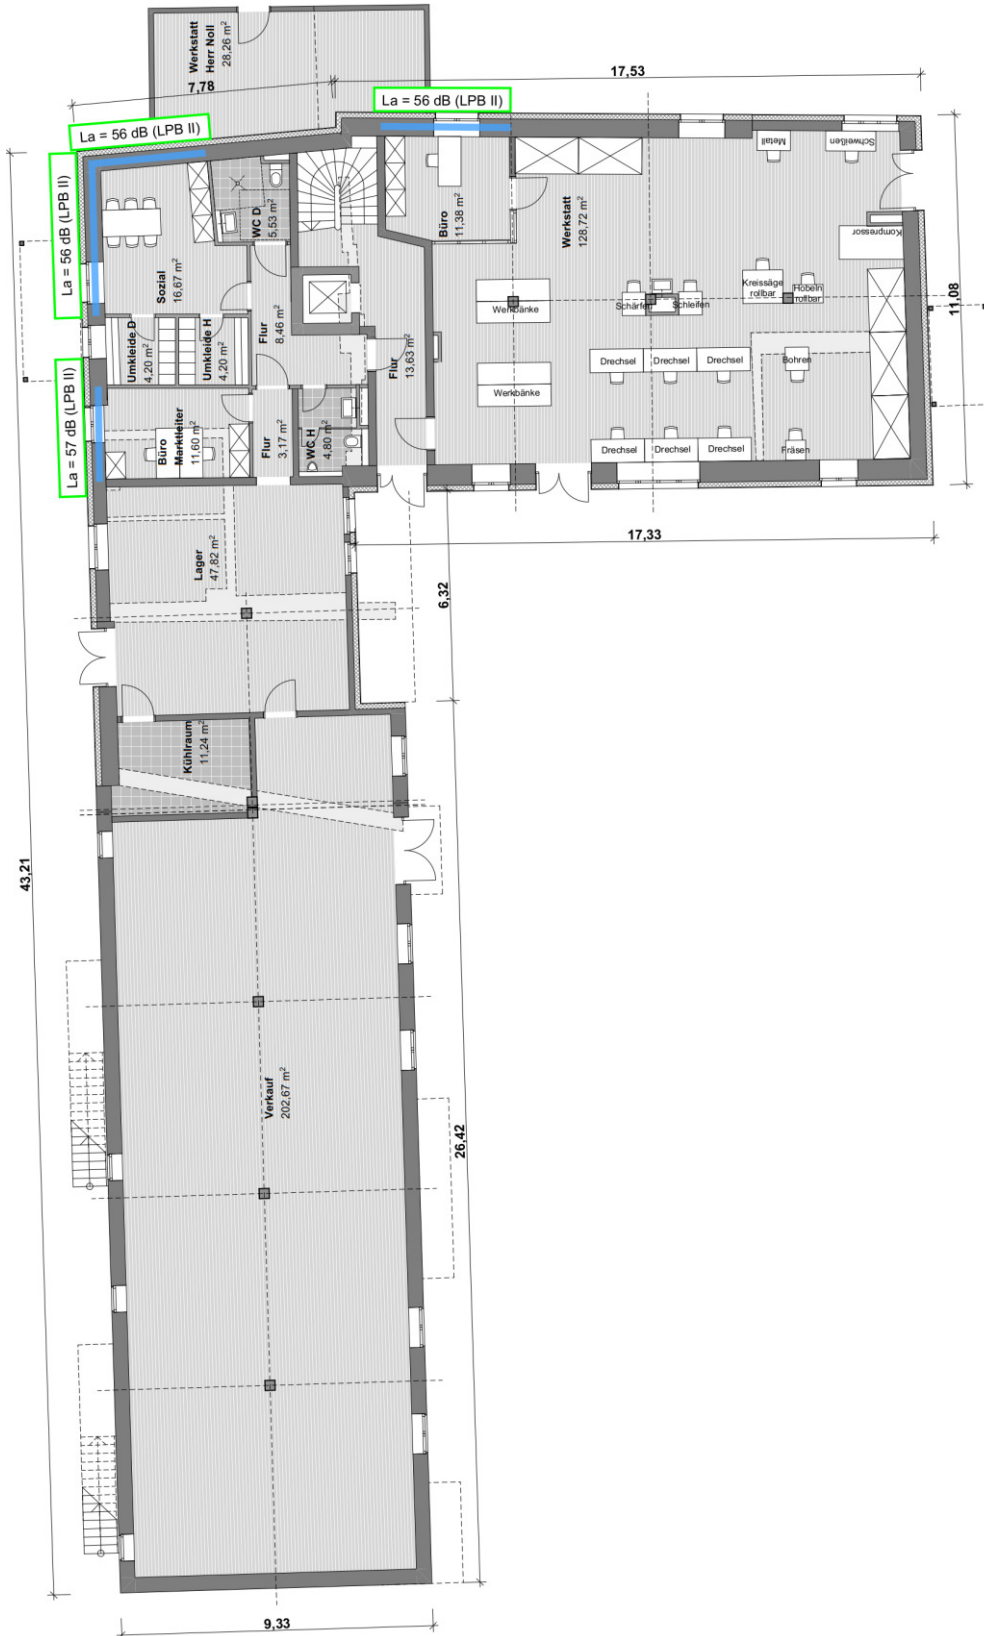 Werkstatt
Herr Noll
28,26 m²
7,78
17,53
La = 56 dB (LPB II)
La = 56 dB (LPB II)
La = 56 dB (LPB II)
La = 57 dB (LPB II)
11,08
Metall
Schweißen
Kompressor
WC D
5,53 m²
Büro
11,38 m²
Werkstatt
128,72 m²
Sozial
16,67 m²
Flur
8,46 m²
Werkbänke
Schärfen
Schleifen
Kreissäge
rollbar
Hobeln
rollbar
Umkleide D
4,20 m²
Umkleide H
4,20 m²
Flur
13,63 m²
Drechsel
Drechsel
Drechsel
Bohren
Werkbänke
Büro
Marktleiter
11,60 m²
Flur
3,17 m²
WC H
4,80 m²
Drechsel
Drechsel
Drechsel
Fräsen
17,33
Lager
47,82 m²
6,32
Kühlraum
11,24 m²
43,21
Verkauf
202,67 m²
26,42
9,33